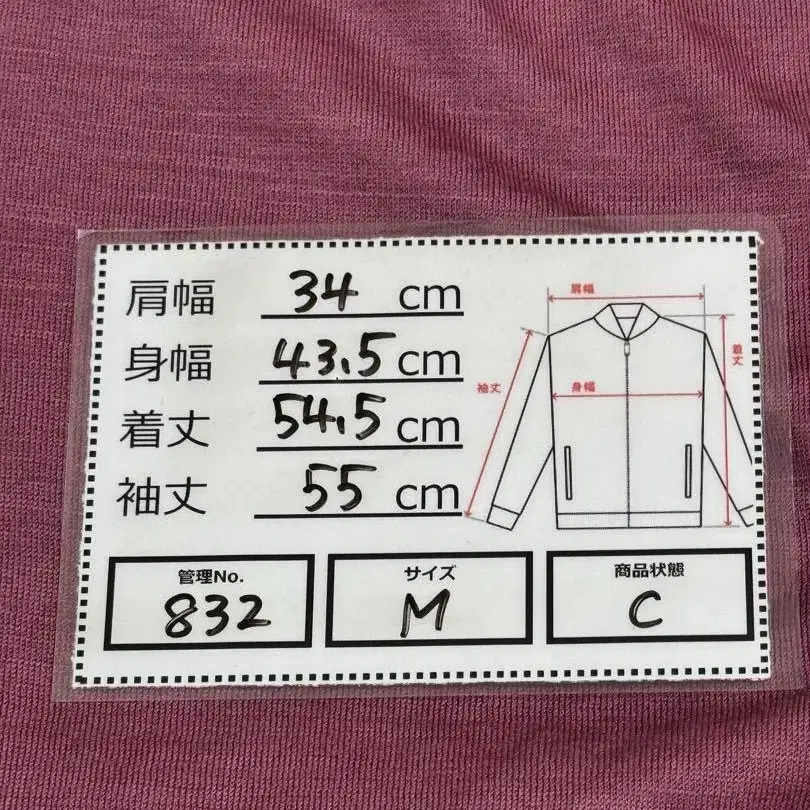 肩幅 34 cm
身幅 43.5 cm
着丈 54.5 cm
袖丈 55 cm
肩幅
着丈
袖丈
身幅
管理No. サイズ 商品状態
832 M C